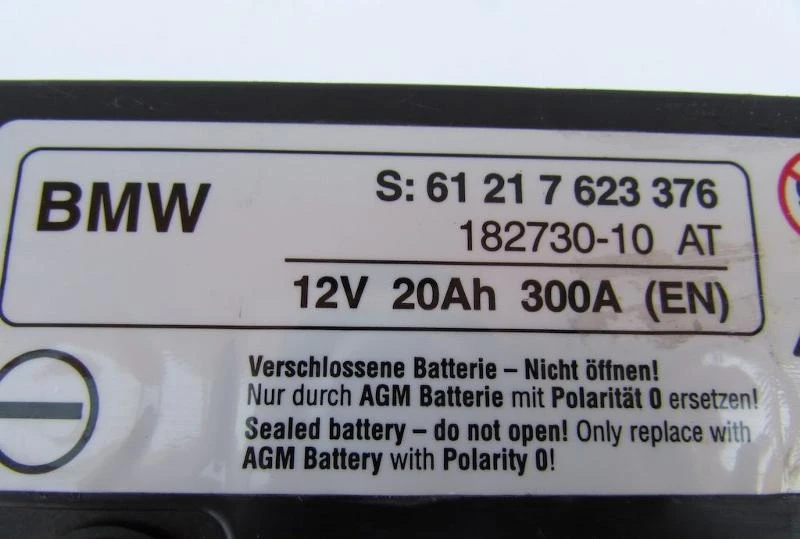 BMW
S: 61 21 7 623 376
182730-10 AT
12V 20Ah 300A (EN)
Verschlossene Batterie – Nicht öffnen!
Nur durch AGM Batterie mit Polarität 0 ersetzen!
Sealed battery – do not open! Only replace with
AGM Battery with Polarity 0!